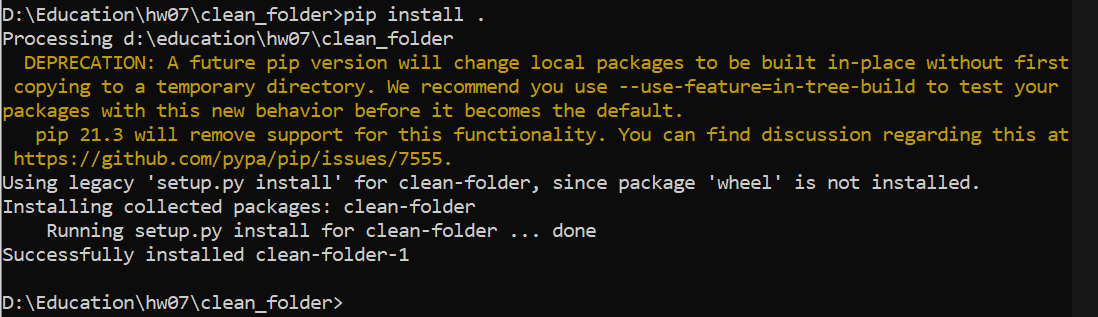 D:\Education\hw07\clean_folder>pip install .
Processing d:\education\hw07\clean_folder
  DEPRECATION: A future pip version will change local packages to be built in-place without first
 copying to a temporary directory. We recommend you use --use-feature=in-tree-build to test your
packages with this new behavior before it becomes the default.
   pip 21.3 will remove support for this functionality. You can find discussion regarding this at
 https://github.com/pypa/pip/issues/7555.
Using legacy 'setup.py install' for clean-folder, since package 'wheel' is not installed.
Installing collected packages: clean-folder
    Running setup.py install for clean-folder ... done
Successfully installed clean-folder-1
D:\Education\hw07\clean_folder>